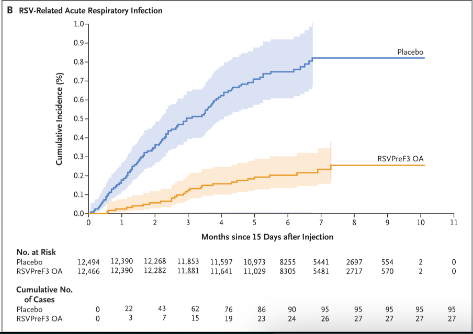 B RSV-Related Acute Respiratory Infection
1.0
0.9
0.8
0.7
0.6
0.5
0.4
0.3
0.2
0.1
0.0
Cumulative Incidence (%)
Placebo
RSVPreF3 OA
0 1 2 3 4 5 6 7 8 9 10 11
Months since 15 Days after Injection
No. at Risk
Placebo 12,494 12,390 12,268 11,853 11,597 10,973 8255 5441 2697 554 2 0
RSVPreF3 OA 12,466 12,390 12,282 11,881 11,641 11,029 8305 5481 2717 570 2 0
Cumulative No.
of Cases
Placebo 0 22 43 62 76 86 90 95 95 95 95 95
RSVPreF3 OA 0 3 7 15 19 23 24 26 27 27 27 27